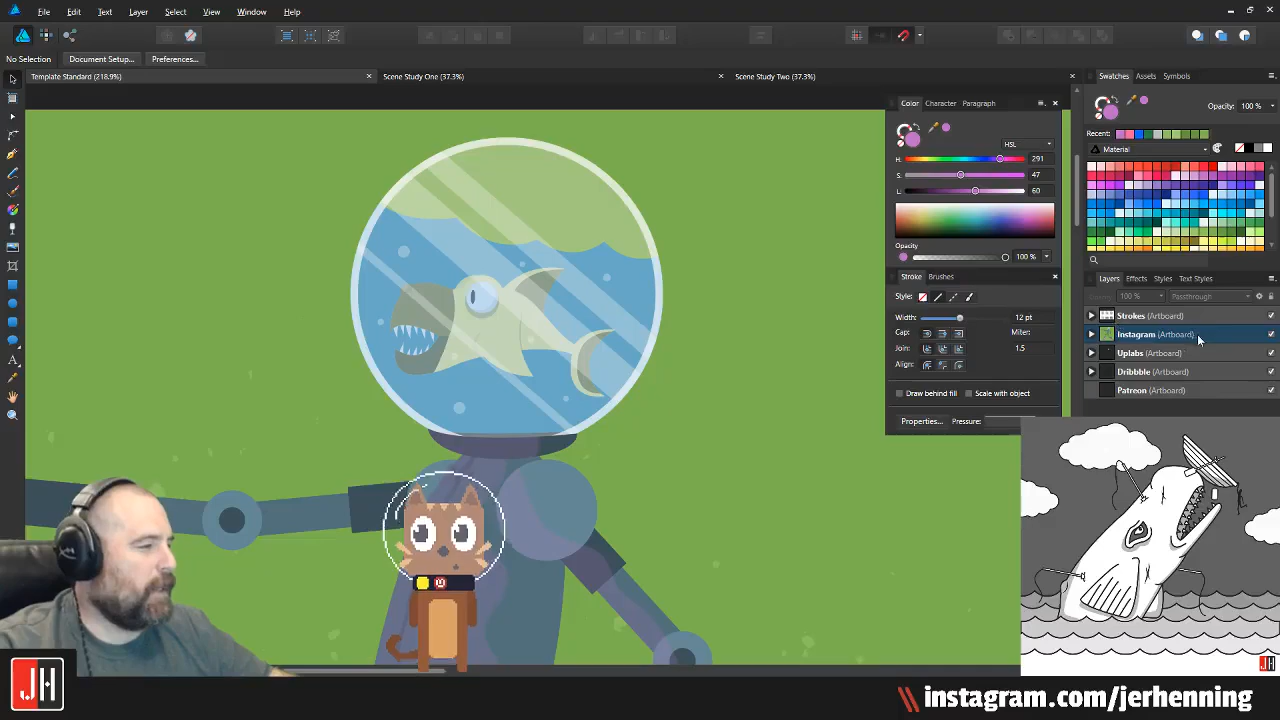 File Edit Text Layer Select View Window Help
No Selection Document Setup... Preferences...
Template Standard (218.9%) Scene Study One (37.3%) Scene Study Two (37.3%)
Swatches Assets Symbols
Opacity: 100 %
Recent:
Material
Color Character Paragraph
HSL
H: 291
S: 47
L: 60
Opacity
100 %
Stroke Brushes
Style:
Width: 12 pt
Cap: Miter:
Join: 1.5
Align:
Draw behind fill Scale with object
Properties... Pressure:
Layers Effects Styles Text Styles
100 % Passthrough
Strokes (Artboard)
Instagram (Artboard)
Uplabs (Artboard)
Dribbble (Artboard)
Patreon (Artboard)
JH
JH
\\ instagram.com/jerhenning